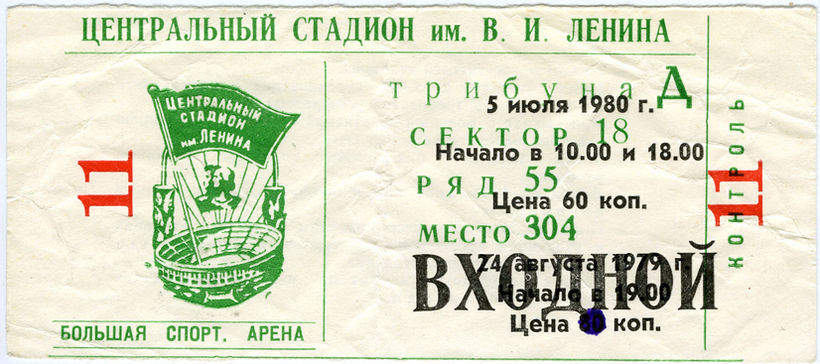 ЦЕНТРАЛЬНЫЙ СТАДИОН им. В. И. ЛЕНИНА
11
ЦЕНТРАЛЬНЫЙ
СТАДИОН
им. ЛЕНИНА
БОЛЬШАЯ СПОРТ. АРЕНА
трибуна Д
5 июля 1980 г.
СЕКТОР 18
Начало в 10.00 и 18.00
РЯД 55
Цена 60 коп.
МЕСТО 304
ВХОДНОЙ
24 августа 1979 г.
Начало в 19.00
Цена коп.
11
КОНТРОЛЬ